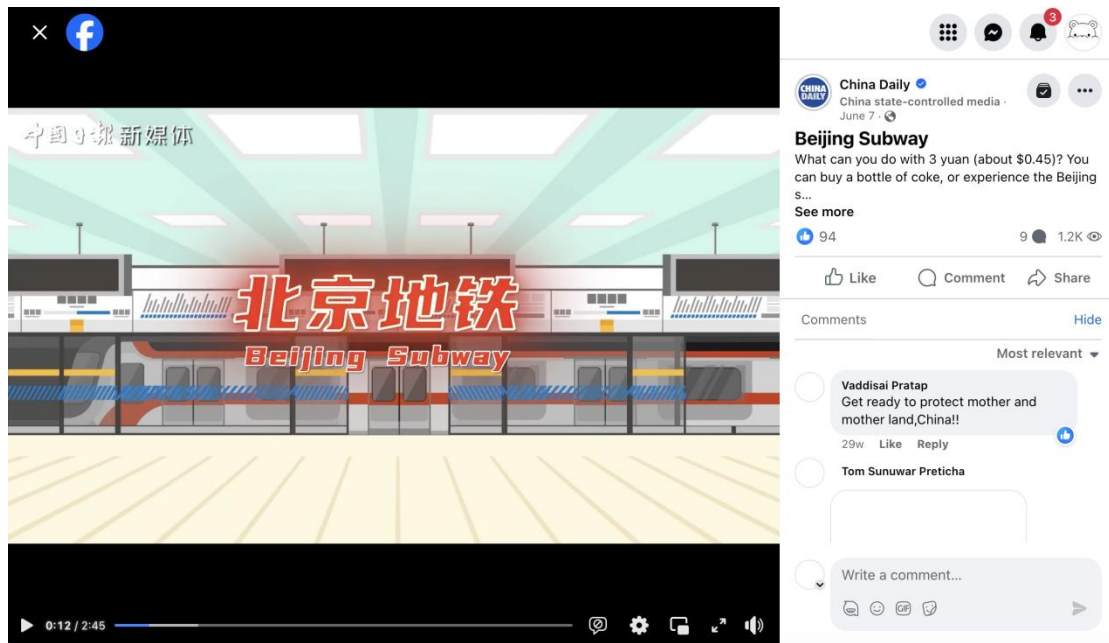 中国日报新媒体
北京地铁
Beijing Subway
0:12 / 2:45
3
CHINA
DAILY
China Daily
China state-controlled media ·
June 7 ·
Beijing Subway
What can you do with 3 yuan (about $0.45)? You
can buy a bottle of coke, or experience the Beijing
s...
See more
94
9
1.2K
Like
Comment
Share
Comments
Hide
Most relevant
Vaddisai Pratap
Get ready to protect mother and
mother land,China!!
29w Like Reply
Tom Sunuwar Preticha
Write a comment...
GIF